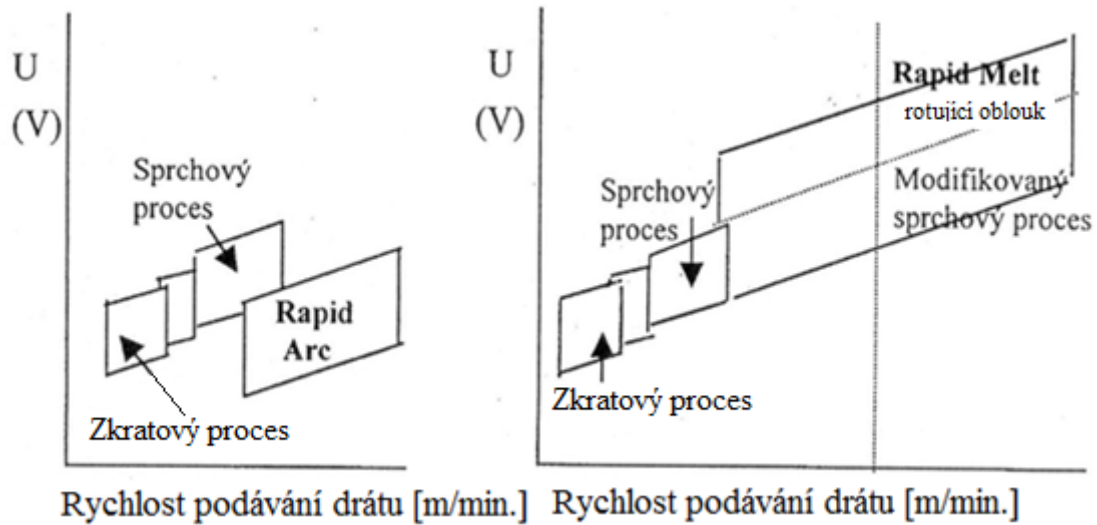 U
(V)
Sprchový
proces
Rapid
Arc
Zkratový proces
Rychlost podávání drátu [m/min.]
U
(V)
Rapid Melt
rotující oblouk
Sprchový
proces
Modifikovaný
sprchový proces
Zkratový proces
Rychlost podávání drátu [m/min.]